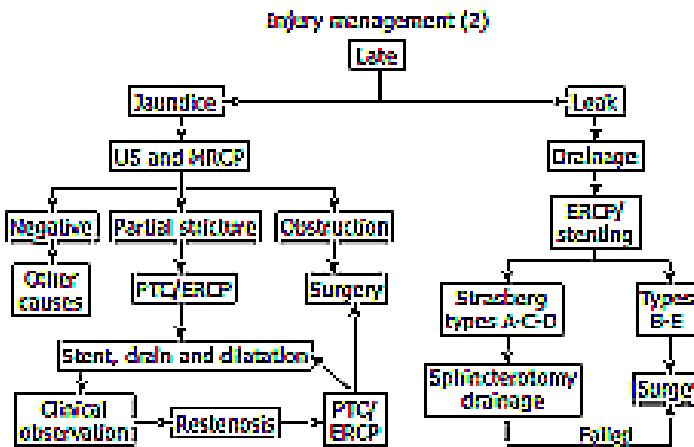 Injury management (2)
Late
Jaundice
Leak
US and MRCP
Drainage
Negative
Partial stricture
Obstruction
ERCP/
stenting
Other
causes
PTC/ERCP
Surgery
Strasberg
types A-C-D
Types
B-E
Stent, drain and dilatation
Sphincterotomy
drainage
Surge
Clinical
observation
Restenosis
PTC/
ERCP
Failed